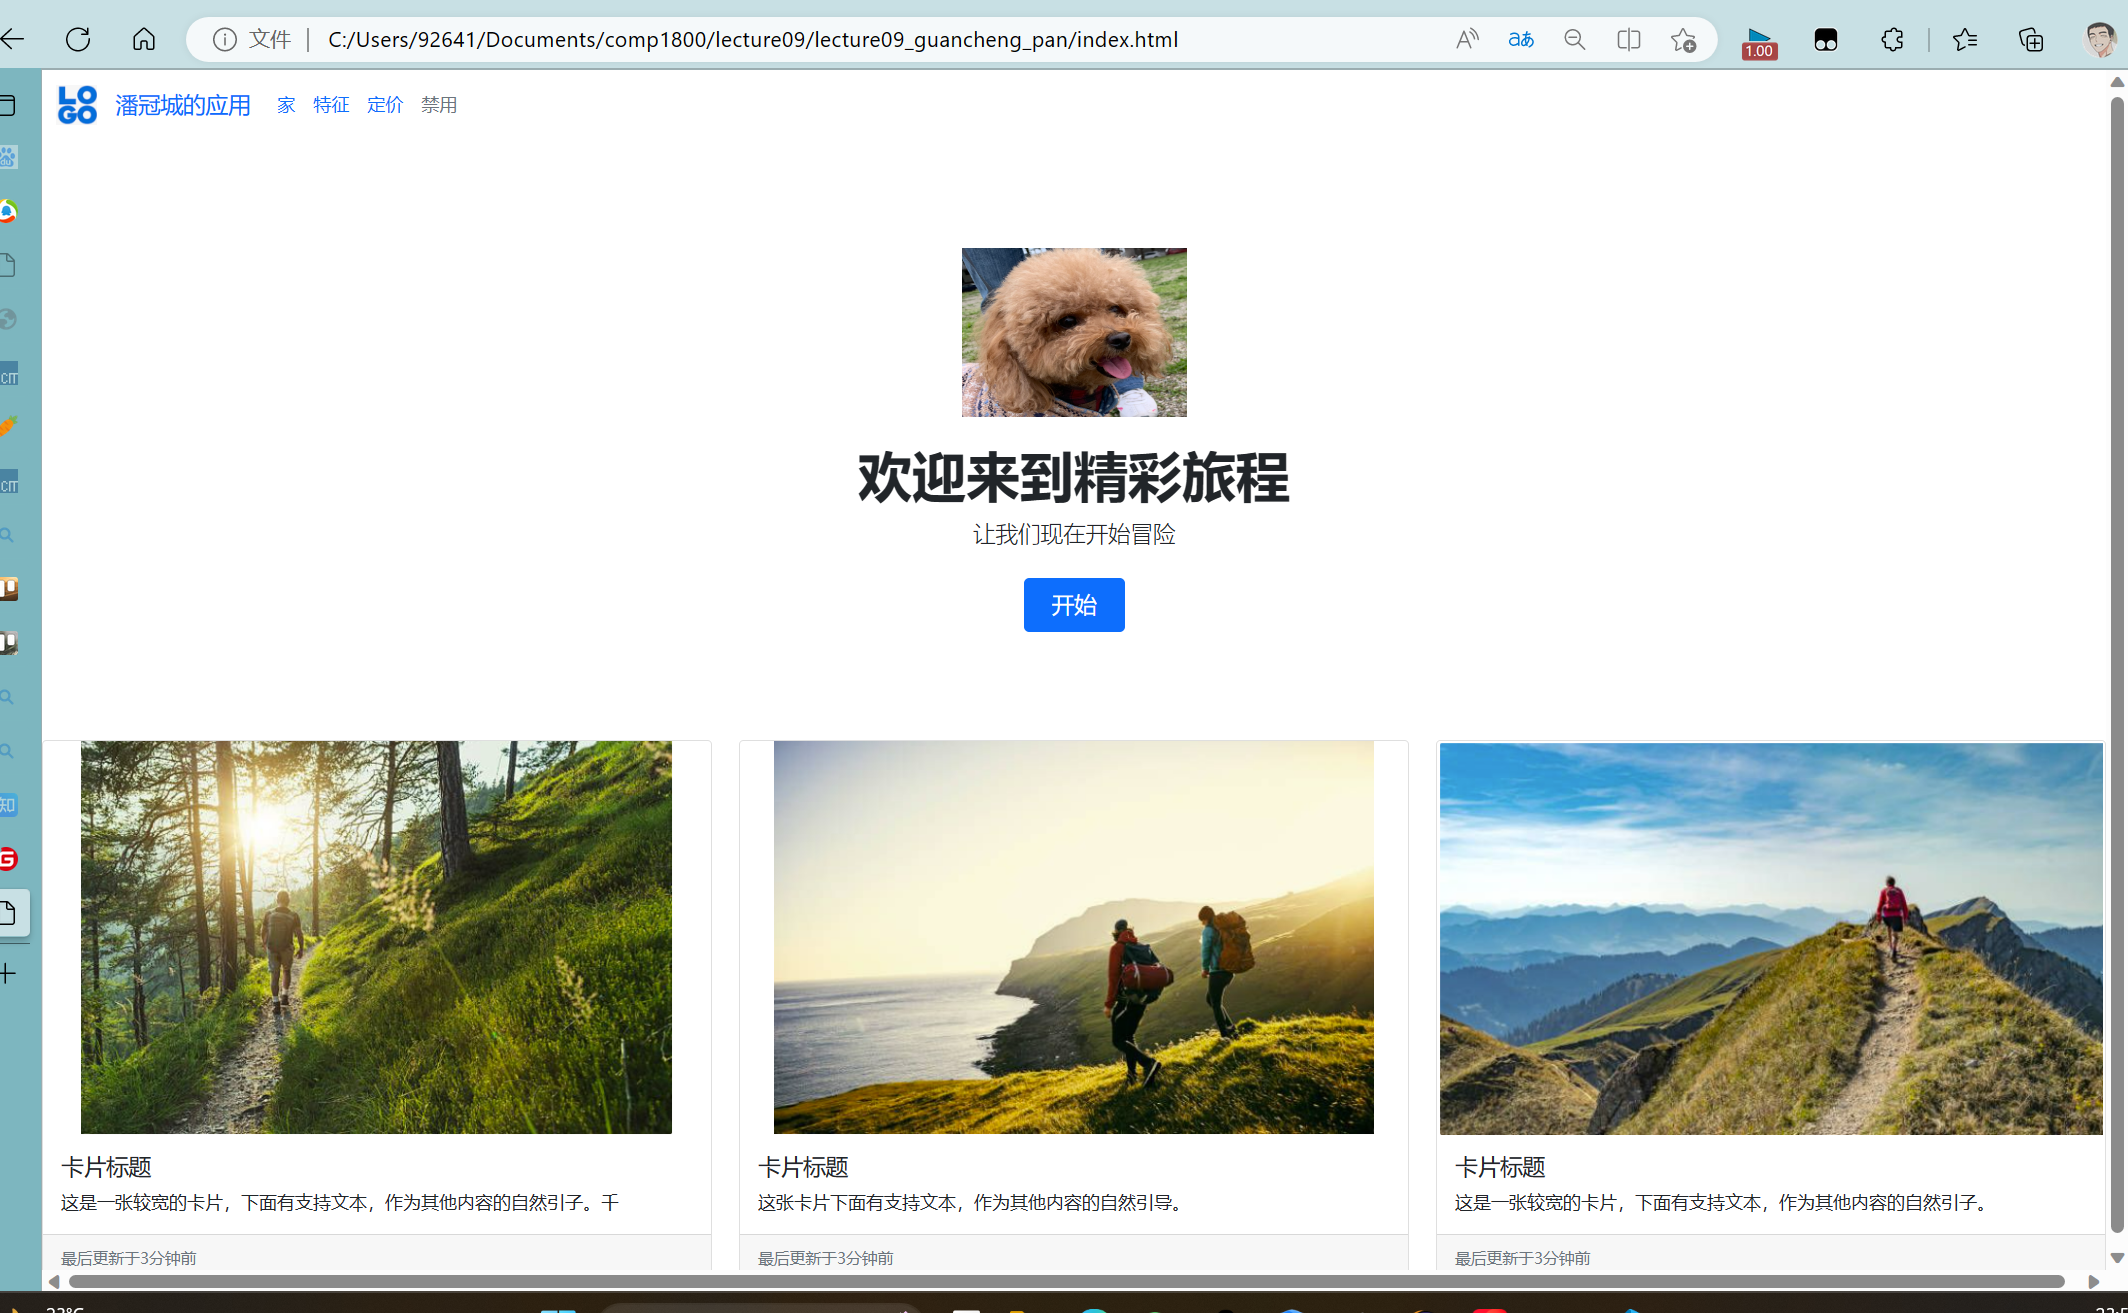 文件 C:/Users/92641/Documents/comp1800/lecture09/lecture09_guancheng_pan/index.html
aあ
1.00
LO
GO
潘冠城的应用 家 特征 定价 禁用
du
欢迎来到精彩旅程
让我们现在开始冒险
开始
知
G
卡片标题
这是一张较宽的卡片，下面有支持文本，作为其他内容的自然引子。千
最后更新于3分钟前
卡片标题
这张卡片下面有支持文本，作为其他内容的自然引导。
最后更新于3分钟前
卡片标题
这是一张较宽的卡片，下面有支持文本，作为其他内容的自然引子。
最后更新于3分钟前